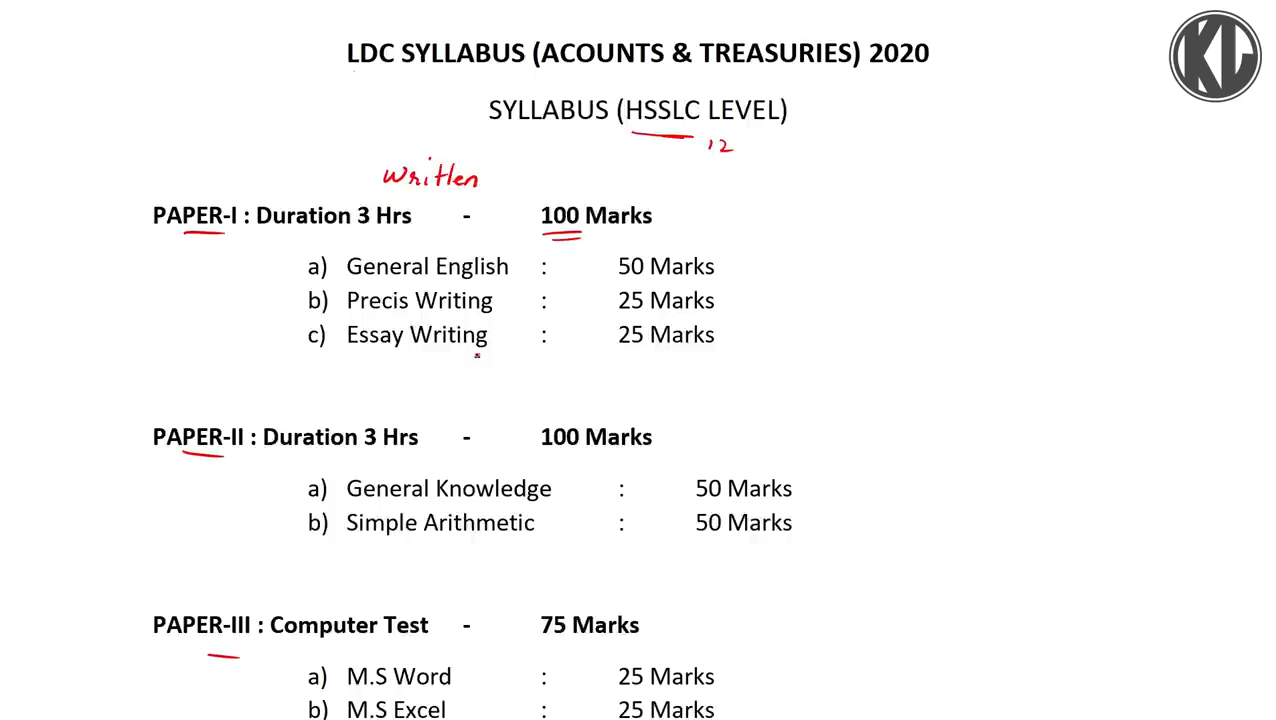 KL
LDC SYLLABUS (ACOUNTS & TREASURIES) 2020
SYLLABUS (HSSLC LEVEL)
12
Written
PAPER-I : Duration 3 Hrs - 100 Marks
a) General English : 50 Marks
b) Precis Writing : 25 Marks
c) Essay Writing : 25 Marks
PAPER-II : Duration 3 Hrs - 100 Marks
a) General Knowledge : 50 Marks
b) Simple Arithmetic : 50 Marks
PAPER-III : Computer Test - 75 Marks
a) M.S Word : 25 Marks
b) M.S Excel : 25 Marks